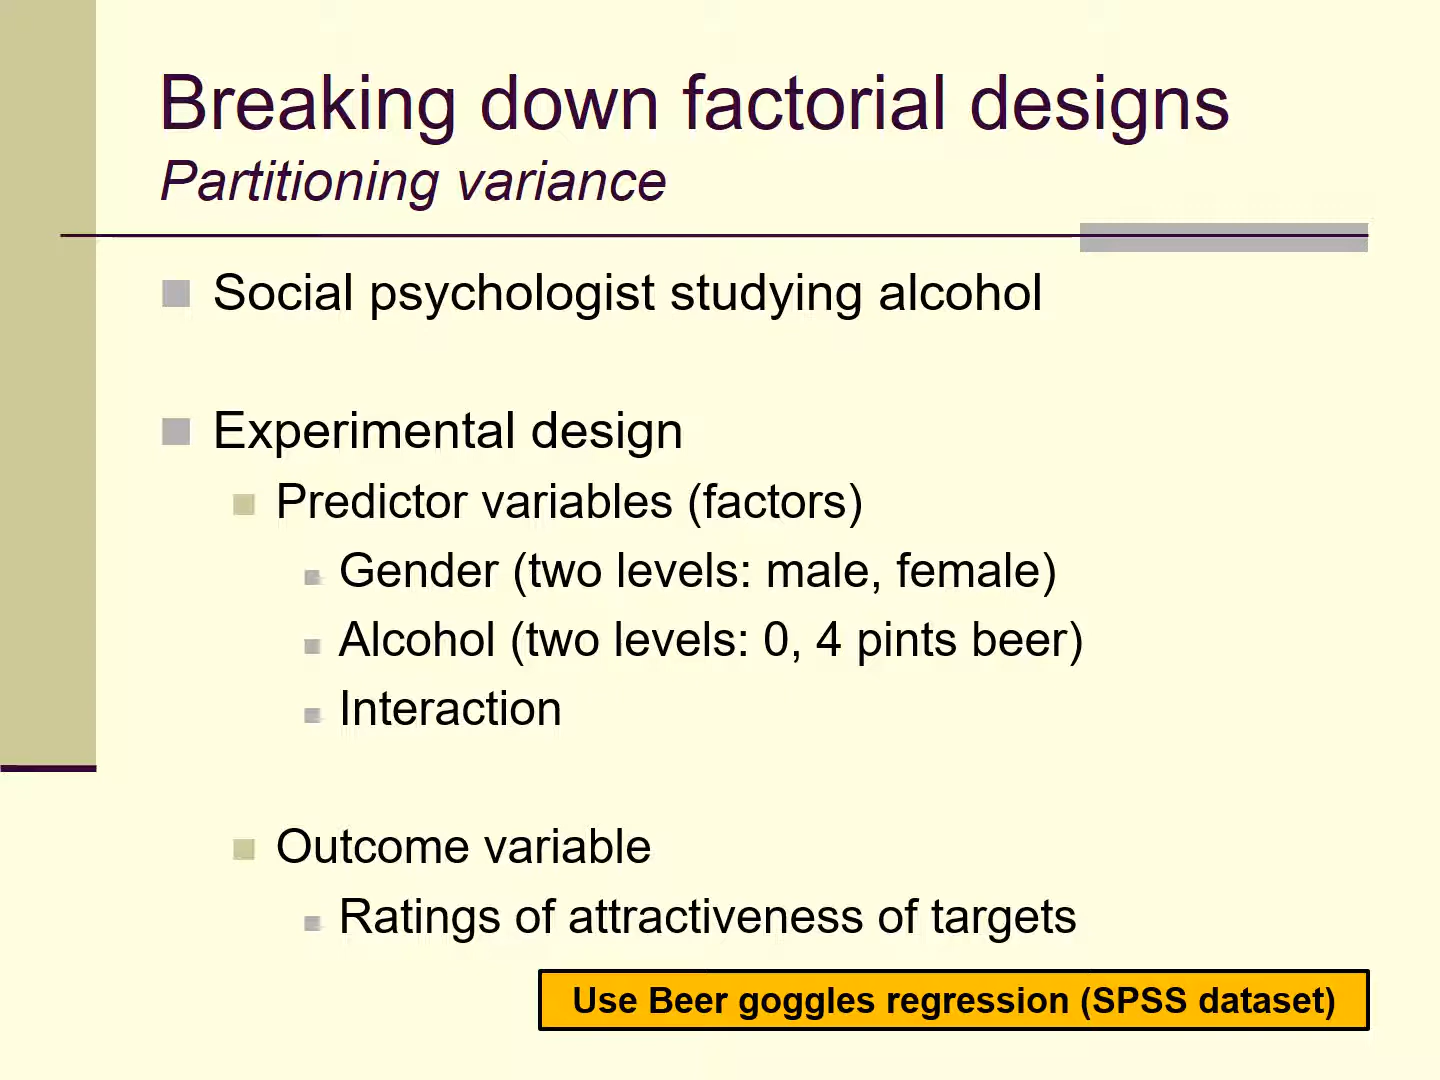 Breaking down factorial designs
Partitioning variance
Social psychologist studying alcohol
Experimental design
Predictor variables (factors)
Gender (two levels: male, female)
Alcohol (two levels: 0, 4 pints beer)
Interaction
Outcome variable
Ratings of attractiveness of targets
Use Beer goggles regression (SPSS dataset)